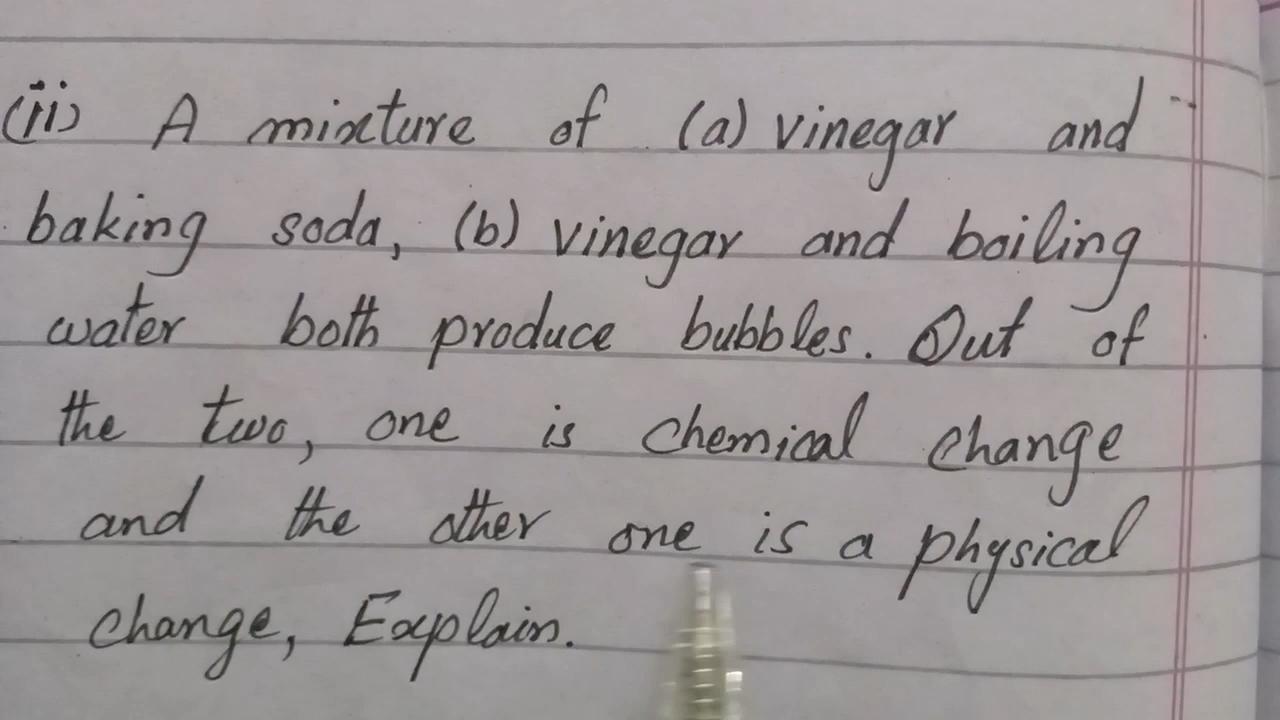 (ii) A mixture of (a) vinegar and
baking soda, (b) vinegar and boiling
water both produce bubbles. Out of
the two, one is chemical change
and the other one is a physical
change, Explain.